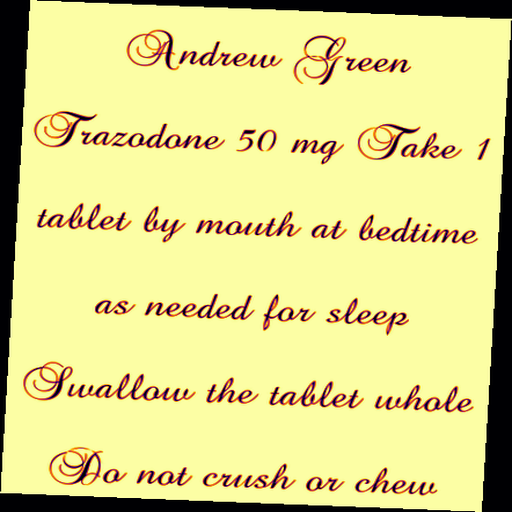 Andrew Green
Trazodone 50 mg Take 1
tablet by mouth at bedtime
as needed for sleep
Swallow the tablet whole
Do not crush or chew